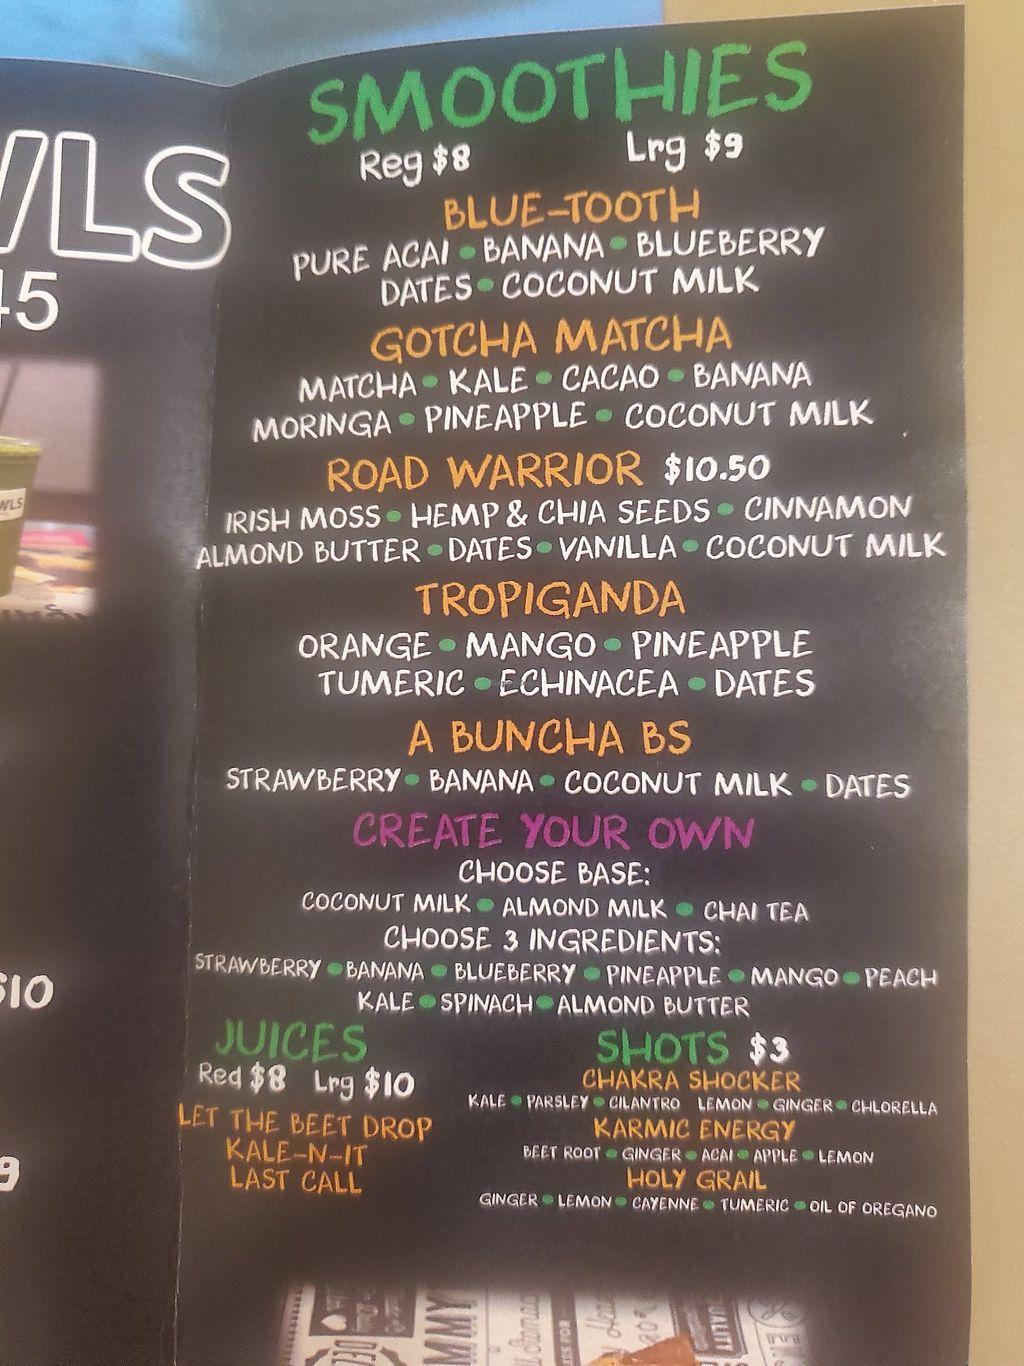 SMOOTHIES
Reg $8 Lrg $9
BLUE-TOOTH
PURE ACAI • BANANA • BLUEBERRY
DATES • COCONUT MILK
GOTCHA MATCHA
MATCHA • KALE • CACAO • BANANA
MORINGA • PINEAPPLE • COCONUT MILK
ROAD WARRIOR $10.50
IRISH MOSS • HEMP & CHIA SEEDS • CINNAMON
ALMOND BUTTER • DATES • VANILLA • COCONUT MILK
TROPIGANDA
ORANGE • MANGO • PINEAPPLE
TUMERIC • ECHINACEA • DATES
A BUNCHA BS
STRAWBERRY • BANANA • COCONUT MILK • DATES
CREATE YOUR OWN
CHOOSE BASE:
COCONUT MILK • ALMOND MILK • CHAI TEA
CHOOSE 3 INGREDIENTS:
STRAWBERRY • BANANA • BLUEBERRY • PINEAPPLE • MANGO • PEACH
KALE • SPINACH • ALMOND BUTTER
JUICES
Red $8 Lrg $10
LET THE BEET DROP
KALE-N-IT
LAST CALL
SHOTS $3
CHAKRA SHOCKER
KALE • PARSLEY • CILANTRO LEMON • GINGER • CHLORELLA
KARMIC ENERGY
BEET ROOT • GINGER • ACAI • APPLE • LEMON
HOLY GRAIL
GINGER • LEMON • CAYENNE • TUMERIC • OIL OF OREGANO
WLS
45
$10
9